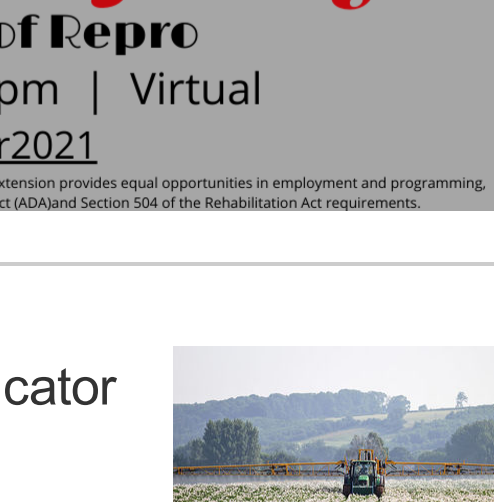 of Repro
pm | Virtual
r2021
xtension provides equal opportunities in employment and programming,
ct (ADA)and Section 504 of the Rehabilitation Act requirements.
cator